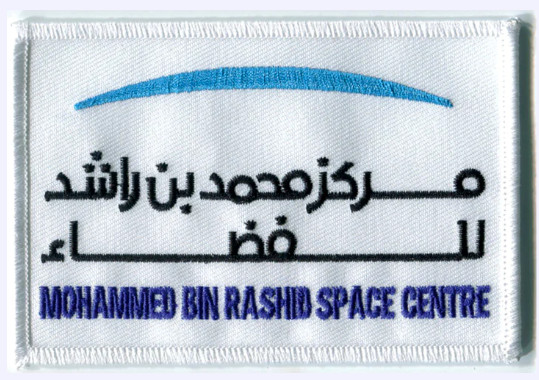 مركز محمد بن راشد
للفضاء
MOHAMMED BIN RASHID SPACE CENTRE